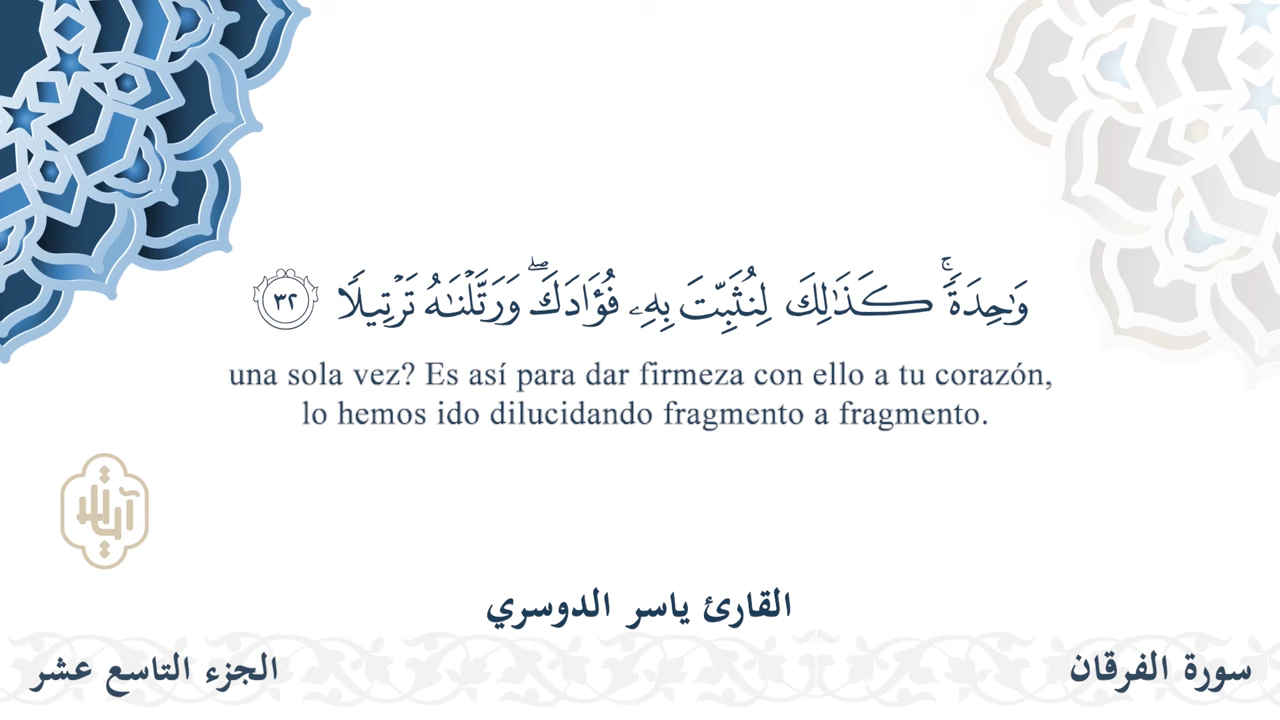 وَٰحِدَةًۚ كَذَٰلِكَ لِنُثَبِّتَ بِهِۦ فُؤَادَكَۖ وَرَتَّلْنَٰهُ تَرْتِيلًا ٣٢
una sola vez? Es así para dar firmeza con ello a tu corazón,
lo hemos ido dilucidando fragmento a fragmento.
آيات
القارئ ياسر الدوسري
سورة الفرقان
الجزء التاسع عشر